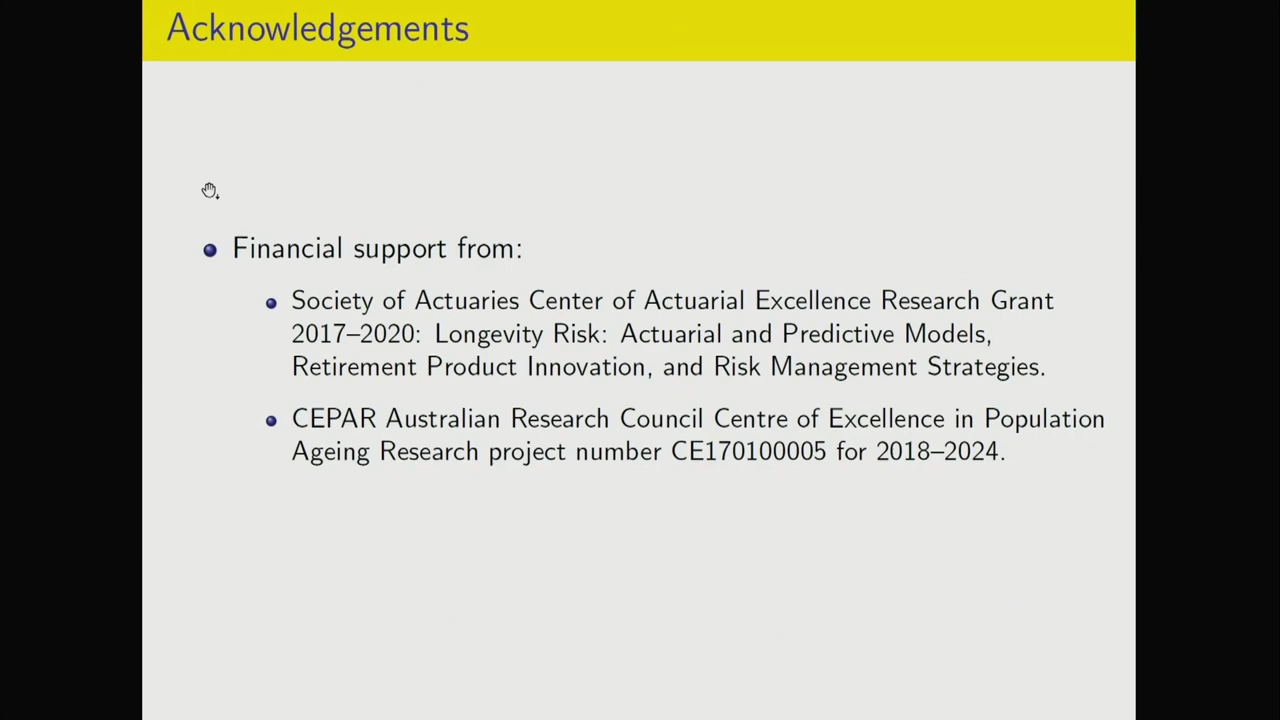 Acknowledgements
Financial support from:
Society of Actuaries Center of Actuarial Excellence Research Grant
2017–2020: Longevity Risk: Actuarial and Predictive Models,
Retirement Product Innovation, and Risk Management Strategies.
CEPAR Australian Research Council Centre of Excellence in Population
Ageing Research project number CE170100005 for 2018–2024.